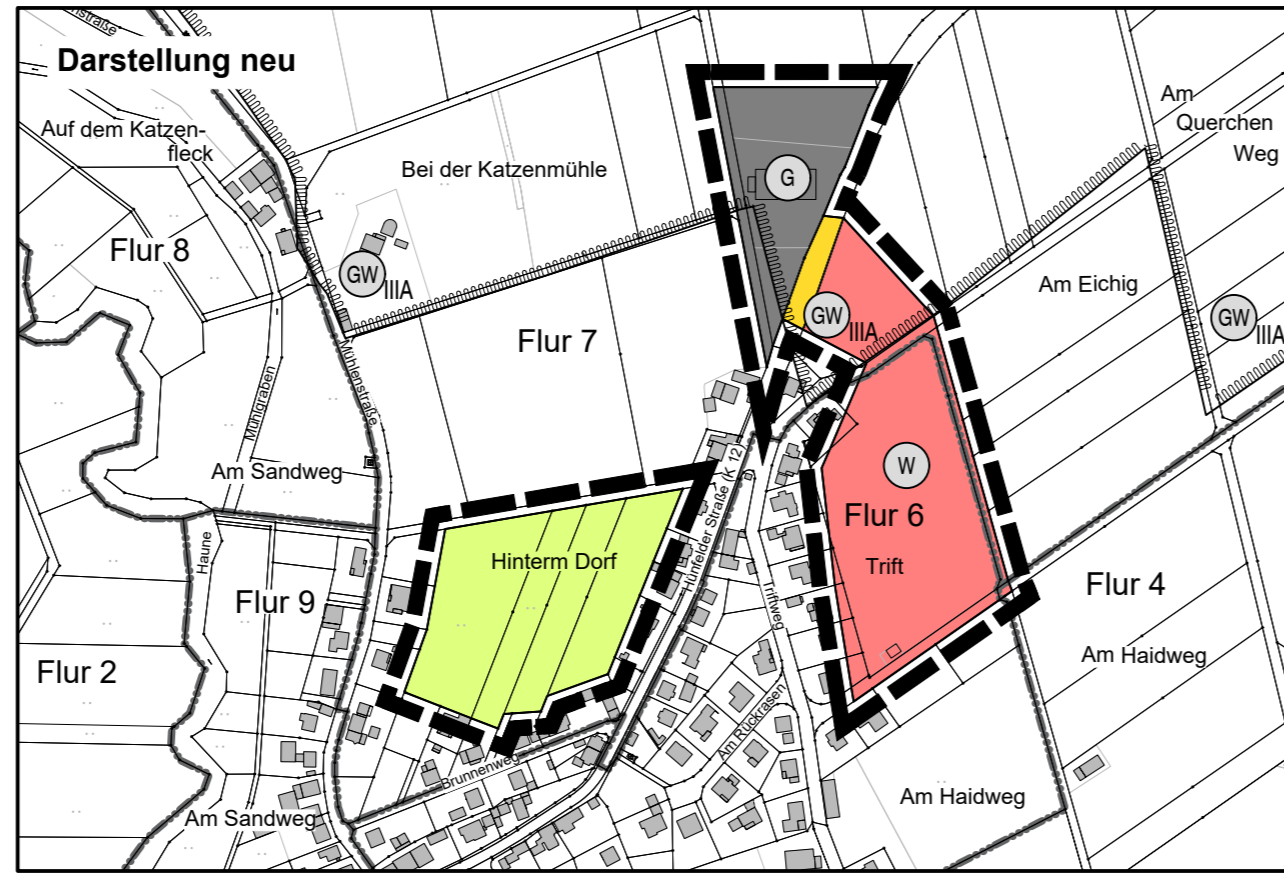 nstraße
Darstellung neu
Auf dem Katzen-
fleck
Bei der Katzenmühle
Am
Querchen
Weg
G
Flur 8
GW IIIA
Flur 7
GW IIIA
Am Eichig
GW IIIA
Mühlenstraße
Mühlgraben
Am Sandweg
Hünfelder Straße (K 12)
W
Flur 6
Haune
Hinterm Dorf
Trift
Triftweg
Flur 9
Flur 4
Flur 2
Am Haidweg
Am Rückrasen
Brunnenweg
Am Sandweg
Am Haidweg